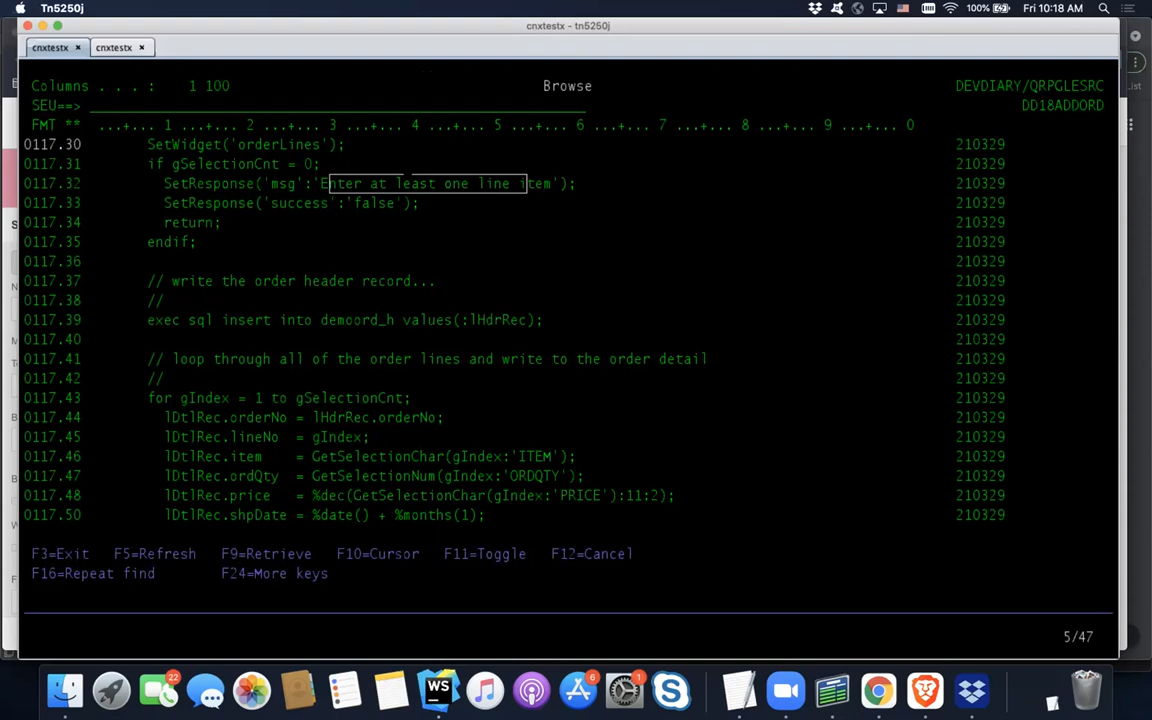 Tn5250j
100%
Fri 10:18 AM
cnxtestx - tn5250j
cnxtestx ×
cnxtestx ×
Columns . . . :    1 100
Browse
DEVDIARY/QRPGLESRC
SEU==>
DD18ADDORD
FMT **  ...+... 1 ...+... 2 ...+... 3 ...+... 4 ...+... 5 ...+... 6 ...+... 7 ...+... 8 ...+... 9 ...+... 0
0117.30        SetWidget('orderLines'); 210329
0117.31        if gSelectionCnt = 0; 210329
0117.32          SetResponse('msg':'Enter at least one line item'); 210329
0117.33          SetResponse('success':'false'); 210329
0117.34          return; 210329
0117.35        endif; 210329
0117.36 210329
0117.37        // write the order header record... 210329
0117.38        // 210329
0117.39        exec sql insert into demoord_h values(:lHdrRec); 210329
0117.40 210329
0117.41        // loop through all of the order lines and write to the order detail 210329
0117.42        // 210329
0117.43        for gIndex = 1 to gSelectionCnt; 210329
0117.44          lDtlRec.orderNo = lHdrRec.orderNo; 210329
0117.45          lDtlRec.lineNo  = gIndex; 210329
0117.46          lDtlRec.item    = GetSelectionChar(gIndex:'ITEM'); 210329
0117.47          lDtlRec.ordQty  = GetSelectionNum(gIndex:'ORDQTY'); 210329
0117.48          lDtlRec.price   = %dec(GetSelectionChar(gIndex:'PRICE'):11:2); 210329
0117.50          lDtlRec.shpDate = %date() + %months(1); 210329
F3=Exit   F5=Refresh   F9=Retrieve   F10=Cursor   F11=Toggle   F12=Cancel
F16=Repeat find        F24=More keys
5/47
22
WS
6
1